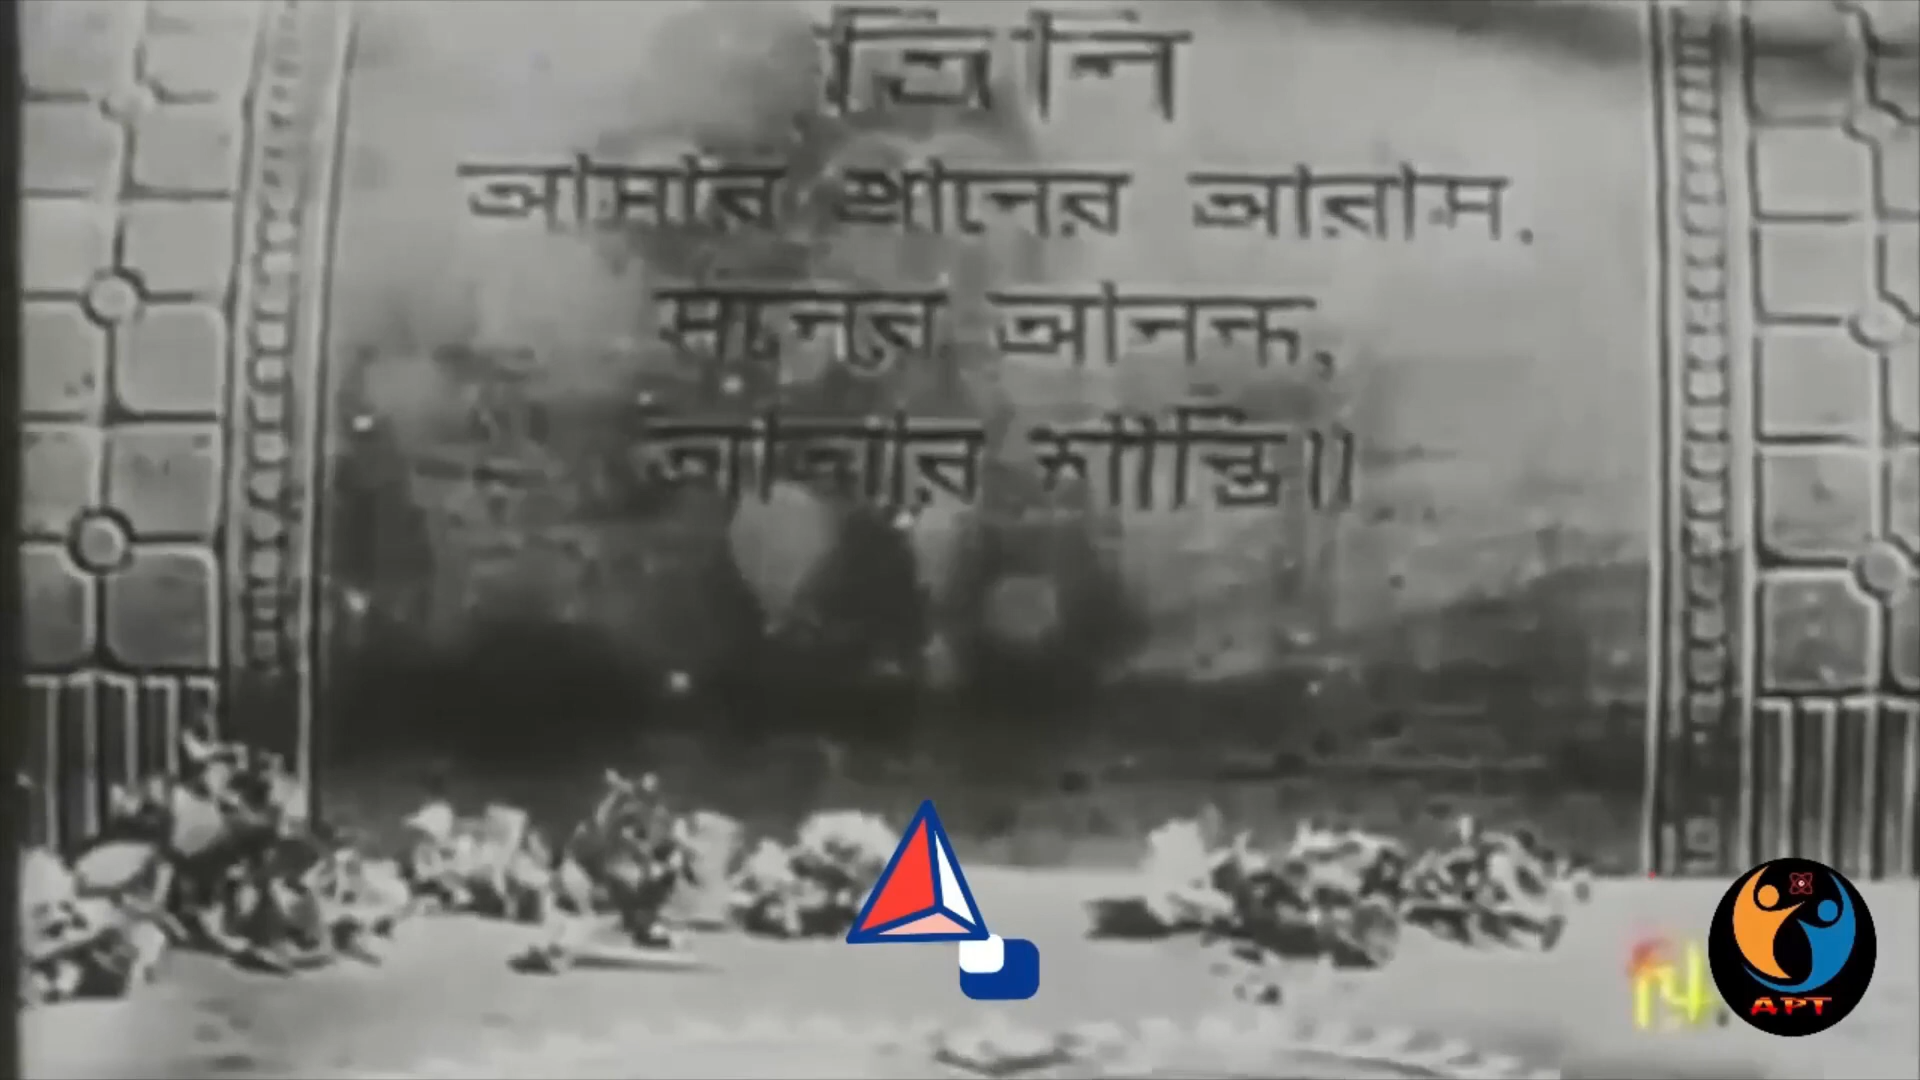 তিনি
আমার প্রাণের আরাম.
মনের আনন্দ,
আত্মার শান্তি॥
APT